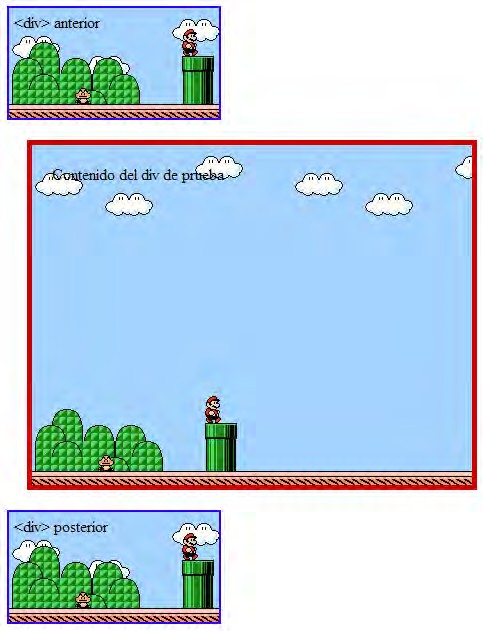 <div> anterior
Contenido del div de prueba
<div> posterior